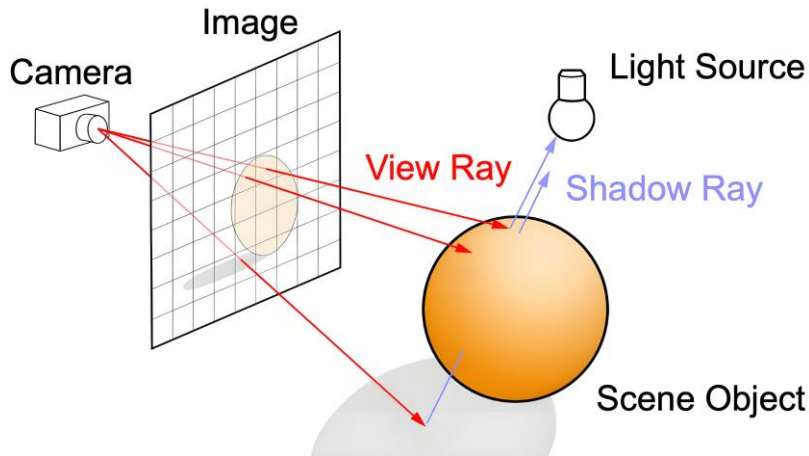 Image
Camera
Light Source
View Ray
Shadow Ray
Scene Object